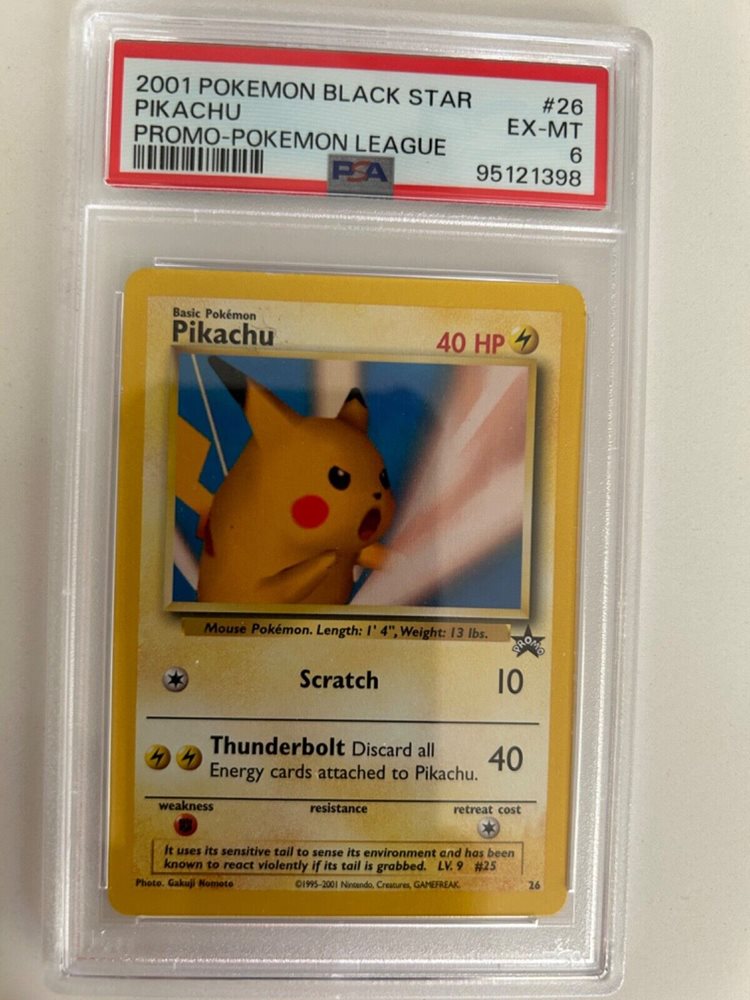 2001 POKEMON BLACK STAR #26
PIKACHU EX-MT
PROMO-POKEMON LEAGUE 6
PSA 95121398
Basic Pokémon
Pikachu 40 HP
Mouse Pokémon. Length: 1' 4", Weight: 13 lbs.
PROMO
Scratch 10
Thunderbolt Discard all
Energy cards attached to Pikachu. 40
weakness resistance retreat cost
It uses its sensitive tail to sense its environment and has been
known to react violently if its tail is grabbed. LV. 9 #25
Photo. Gakuji Nomoto ©1995-2001 Nintendo, Creatures, GAMEFREAK. 26